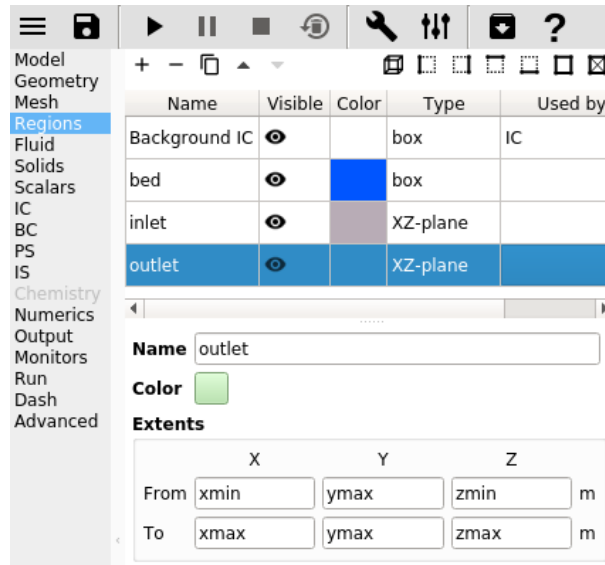 Model
Geometry
Mesh
Regions
Fluid
Solids
Scalars
IC
BC
PS
IS
Chemistry
Numerics
Output
Monitors
Run
Dash
Advanced
Name Visible Color Type Used by
Background IC box IC
bed box
inlet XZ-plane
outlet XZ-plane
Name outlet
Color
Extents
X Y Z
From xmin ymax zmin m
To xmax ymax zmax m